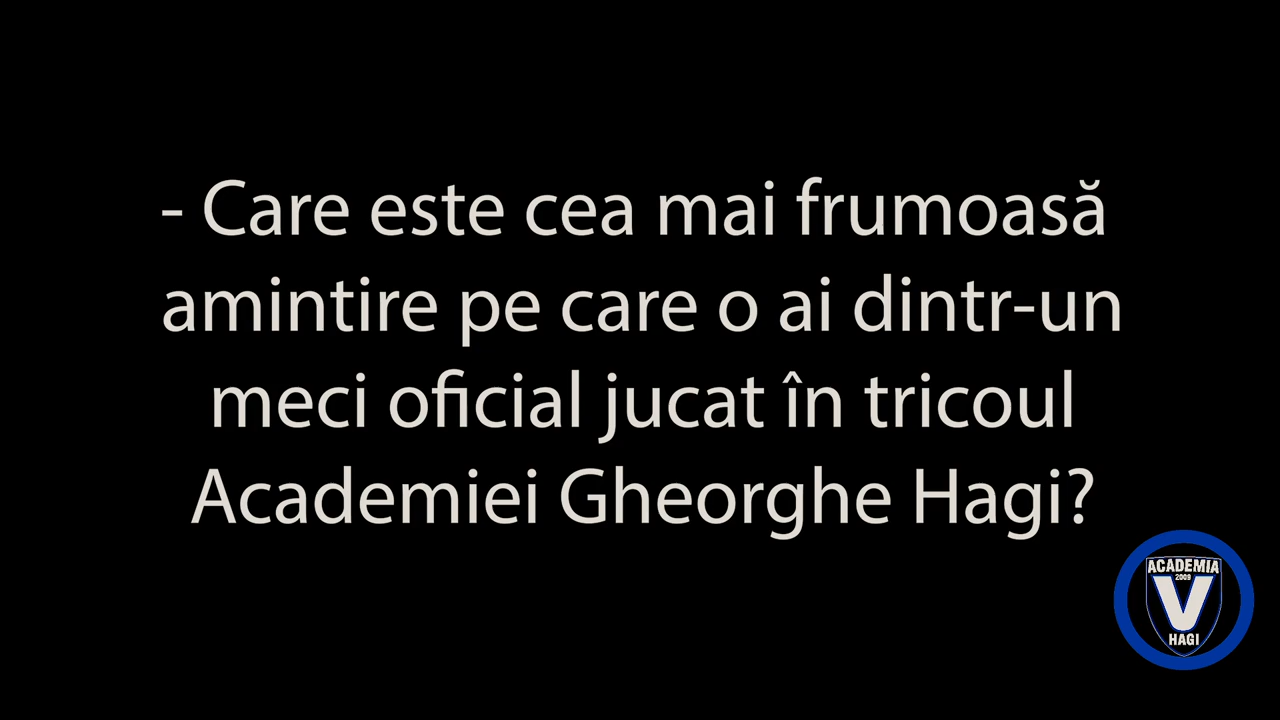 - Care este cea mai frumoasă
amintire pe care o ai dintr-un
meci oficial jucat în tricoul
Academiei Gheorghe Hagi?
ACADEMIA
2009
V
HAGI